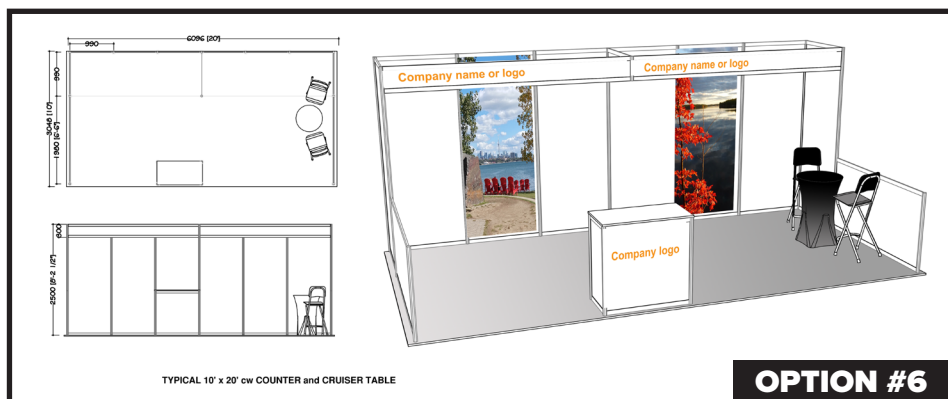 6096 [20']
990
990
3048 [10']
1980 [6'-6"]
300
2500 [8'-2 1/2"]
Company name or logo
Company name or logo
Company logo
TYPICAL 10' x 20' cw COUNTER and CRUISER TABLE
OPTION #6